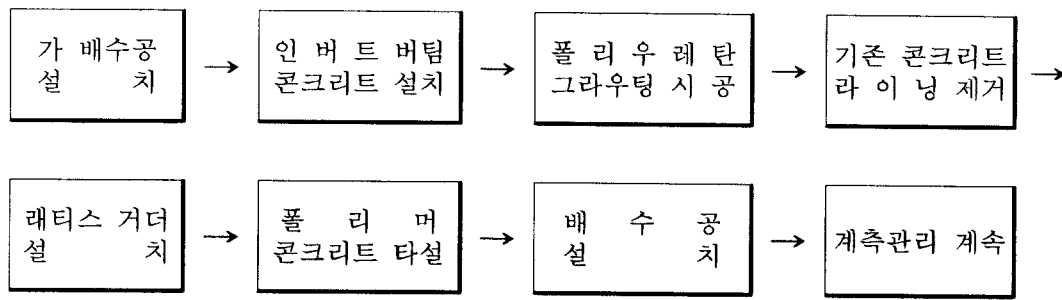 가 배수공
설 치
인 버 트 버팀
콘크리트 설치
폴 리 우 레 탄
그라우팅 시 공
기존 콘크리트
라 이 닝 제거
래티스 거더
설 치
폴 리 머
콘크리트 타설
배 수 공
설 치
계측관리 계속